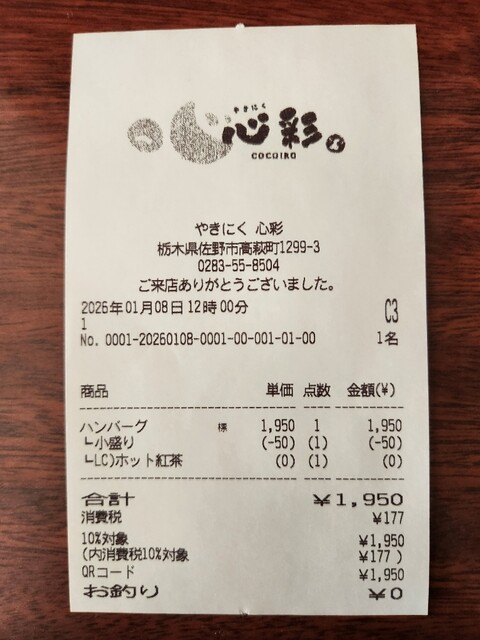 やきにく
心彩
COCOIRO
やきにく 心彩
栃木県佐野市高萩町1299-3
0283-55-8504
ご来店ありがとうございました。
2026年01月08日12時00分 C3
1
No. 0001-20260108-0001-00-001-01-00 1名
商品 単価 点数 金額(¥)
ハンバーグ 標 1,950 1 1,950
┗小盛り (-50) (1) (-50)
┗LC)ホット紅茶 (0) (1) (0)
合計 ¥1,950
消費税 ¥177
10%対象 ¥1,950
(内消費税10%対象 ¥177 )
QRコード ¥1,950
お釣り ¥0